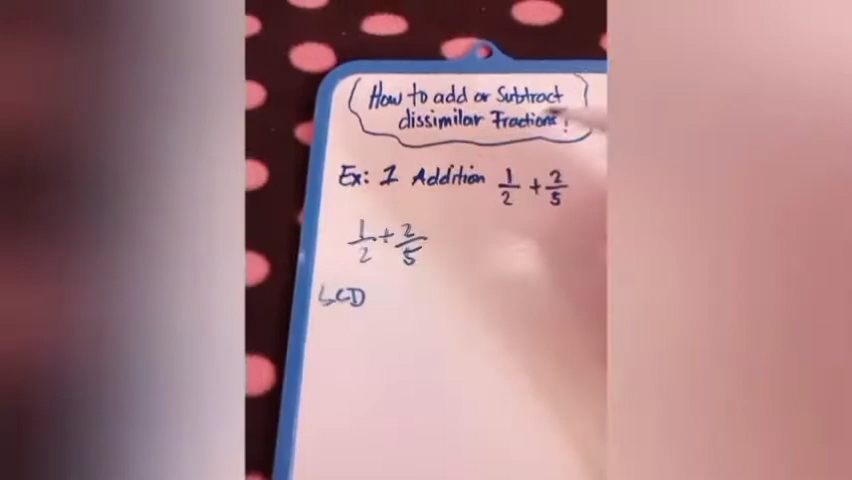 How to add or Subtract
dissimilar Fractions!
Ex: 1 Addition 1/2 + 2/5
1/2 + 2/5
LCD